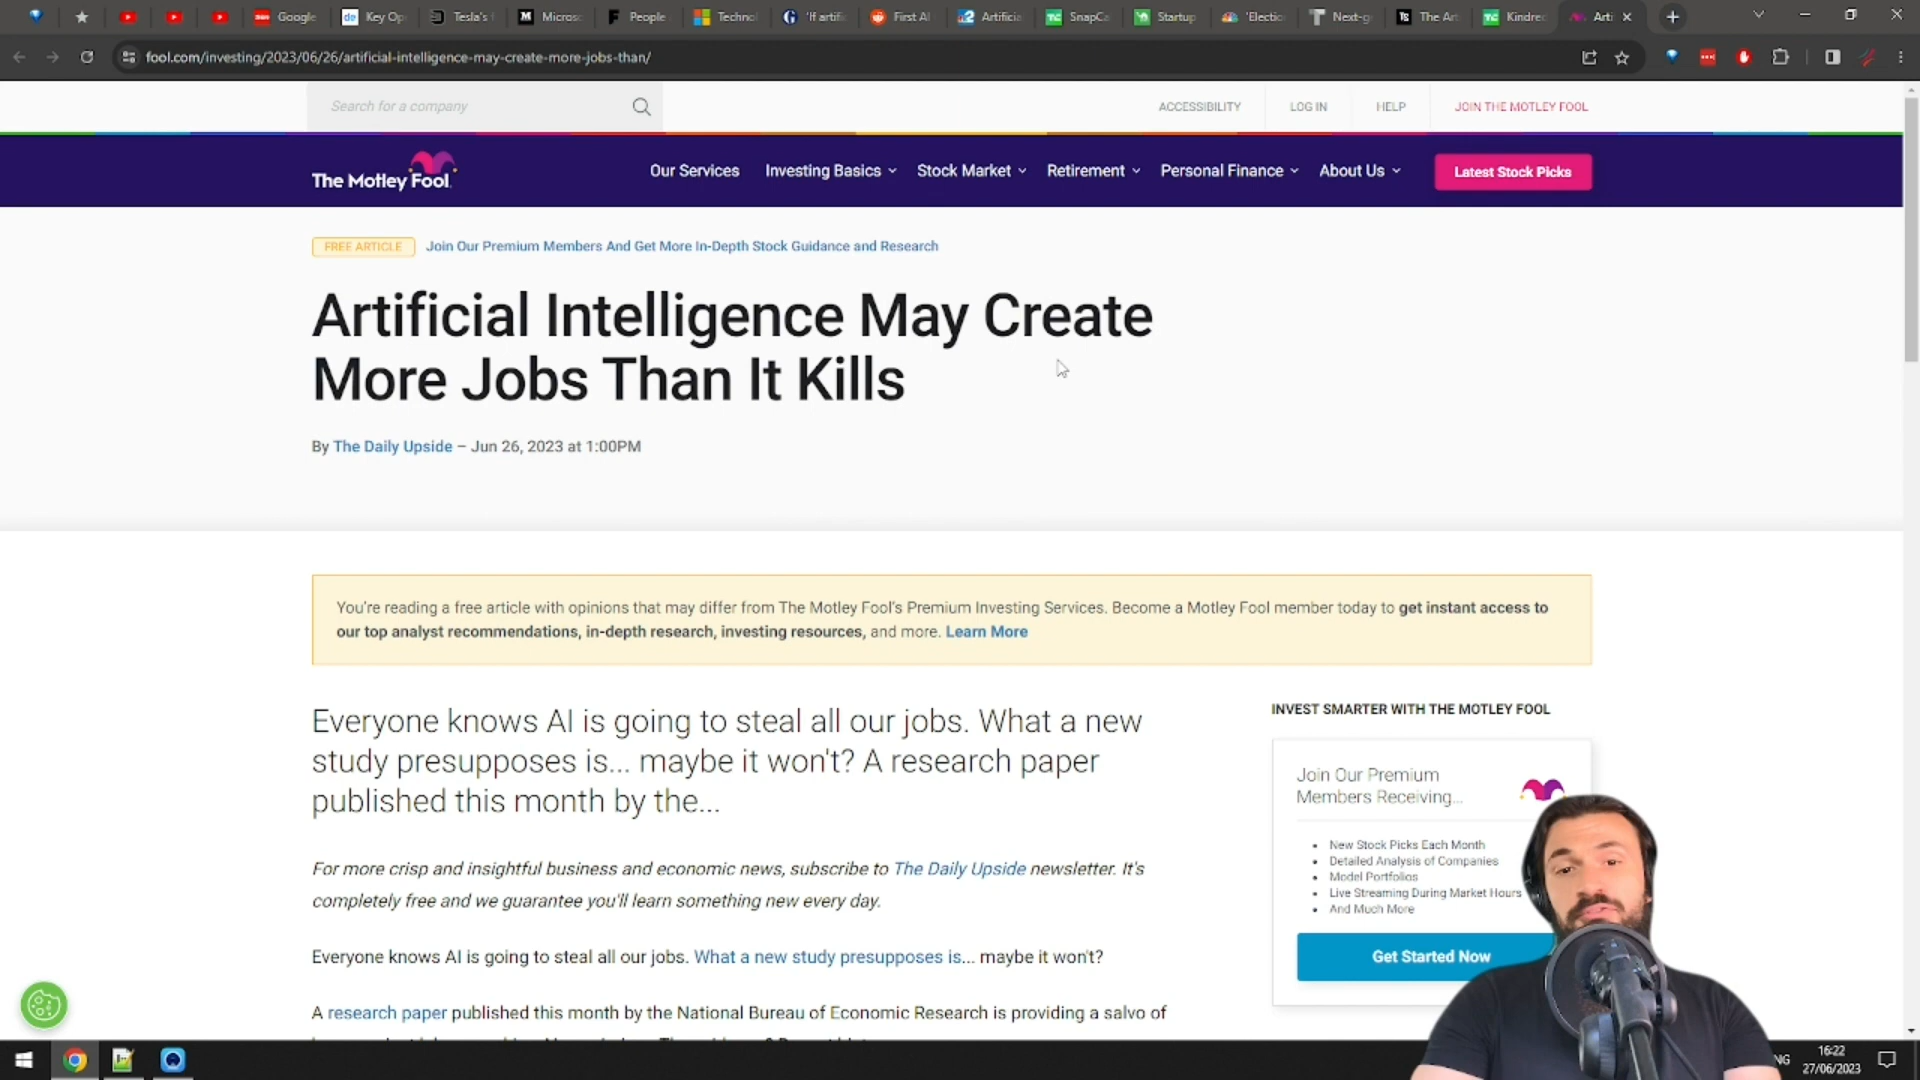 Google
Key Op
Tesla's f
Micros
People
Technol
'If artifi
First AI
Artificia
SnapCa
Startup
'Electio
Next-g
The Art
Kindred
Arti
fool.com/investing/2023/06/26/artificial-intelligence-may-create-more-jobs-than/
Search for a company
ACCESSIBILITY
LOG IN
HELP
JOIN THE MOTLEY FOOL
The Motley Fool
Our Services
Investing Basics
Stock Market
Retirement
Personal Finance
About Us
Latest Stock Picks
FREE ARTICLE
Join Our Premium Members And Get More In-Depth Stock Guidance and Research
Artificial Intelligence May Create
More Jobs Than It Kills
By The Daily Upside – Jun 26, 2023 at 1:00PM
You're reading a free article with opinions that may differ from The Motley Fool's Premium Investing Services. Become a Motley Fool member today to get instant access to
our top analyst recommendations, in-depth research, investing resources, and more. Learn More
Everyone knows AI is going to steal all our jobs. What a new
study presupposes is... maybe it won't? A research paper
published this month by the...
For more crisp and insightful business and economic news, subscribe to The Daily Upside newsletter. It's
completely free and we guarantee you'll learn something new every day.
Everyone knows AI is going to steal all our jobs. What a new study presupposes is... maybe it won't?
A research paper published this month by the National Bureau of Economic Research is providing a salvo of
INVEST SMARTER WITH THE MOTLEY FOOL
Join Our Premium
Members Receiving...
New Stock Picks Each Month
Detailed Analysis of Companies
Model Portfolios
Live Streaming During Market Hours
And Much More
Get Started Now
NG
16:22
27/06/2023